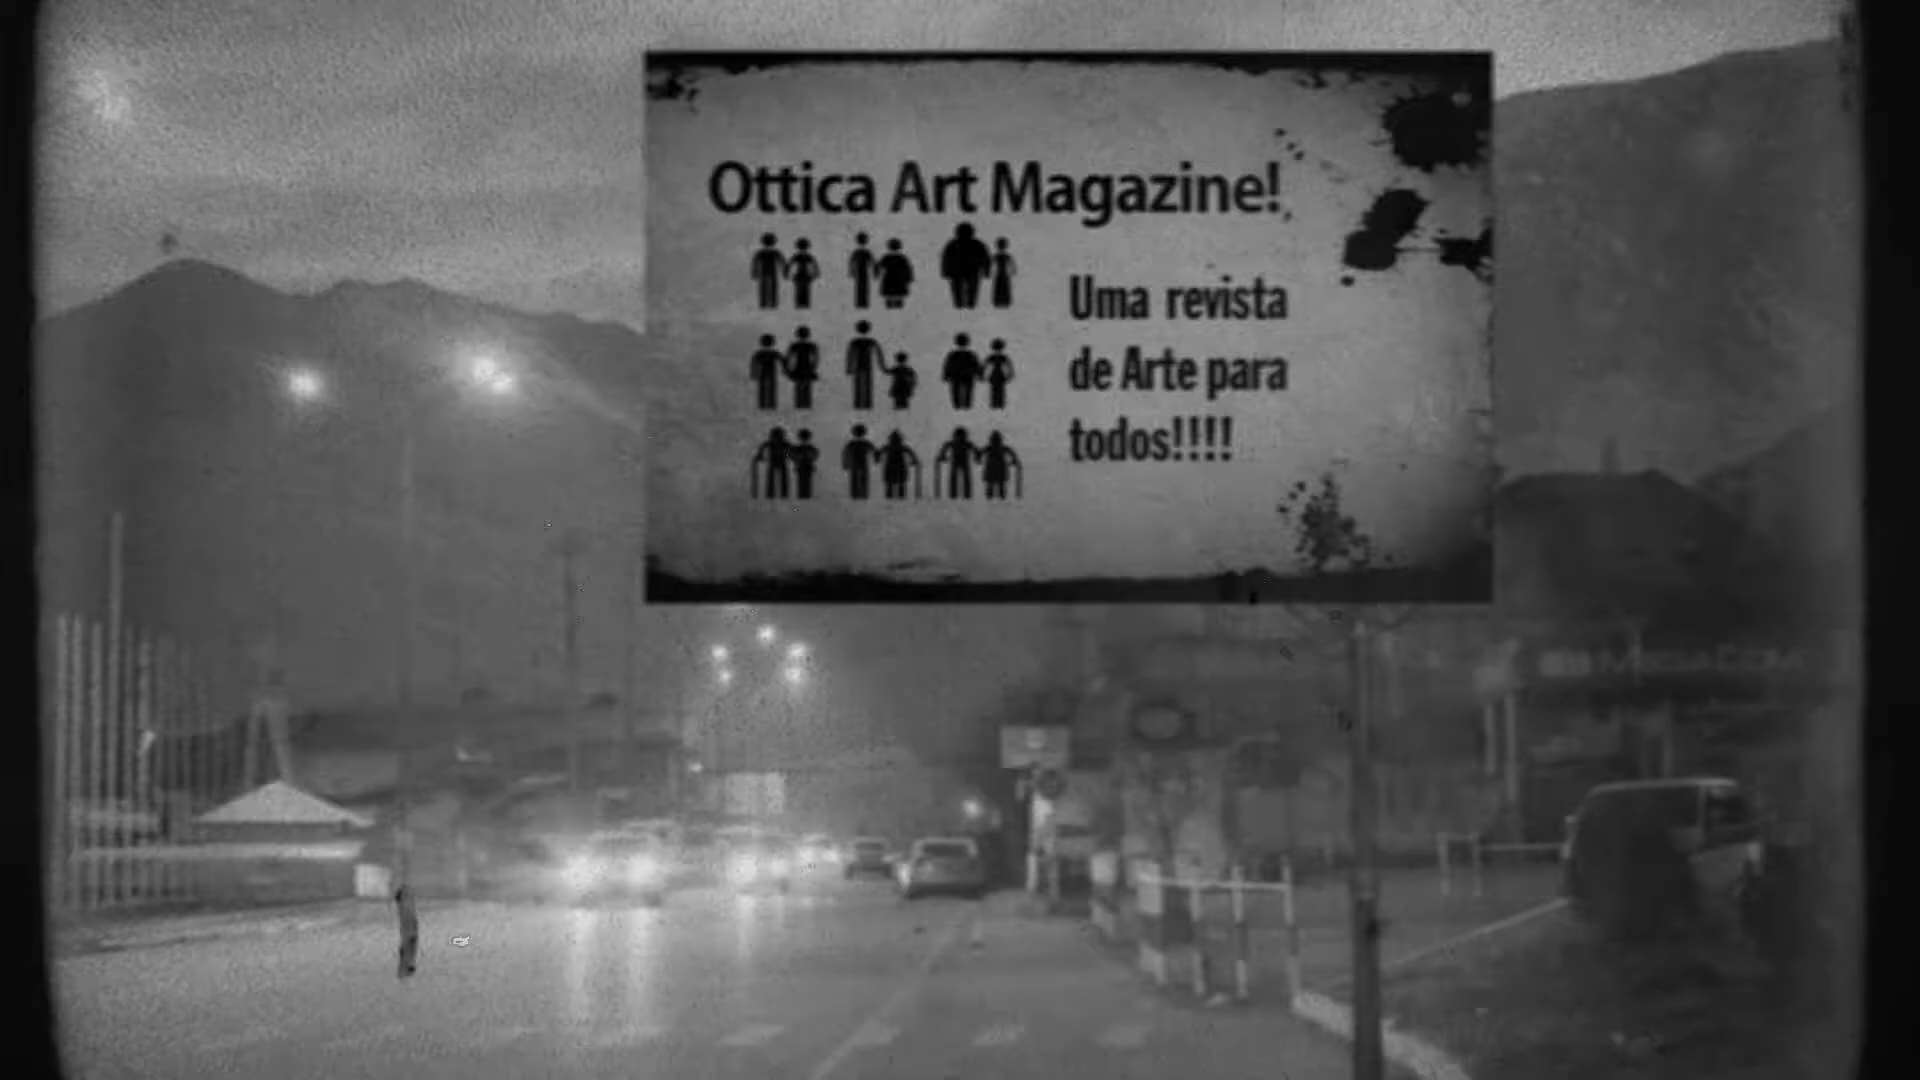 Ottica Art Magazine!
Uma revista
de Arte para
todos!!!!